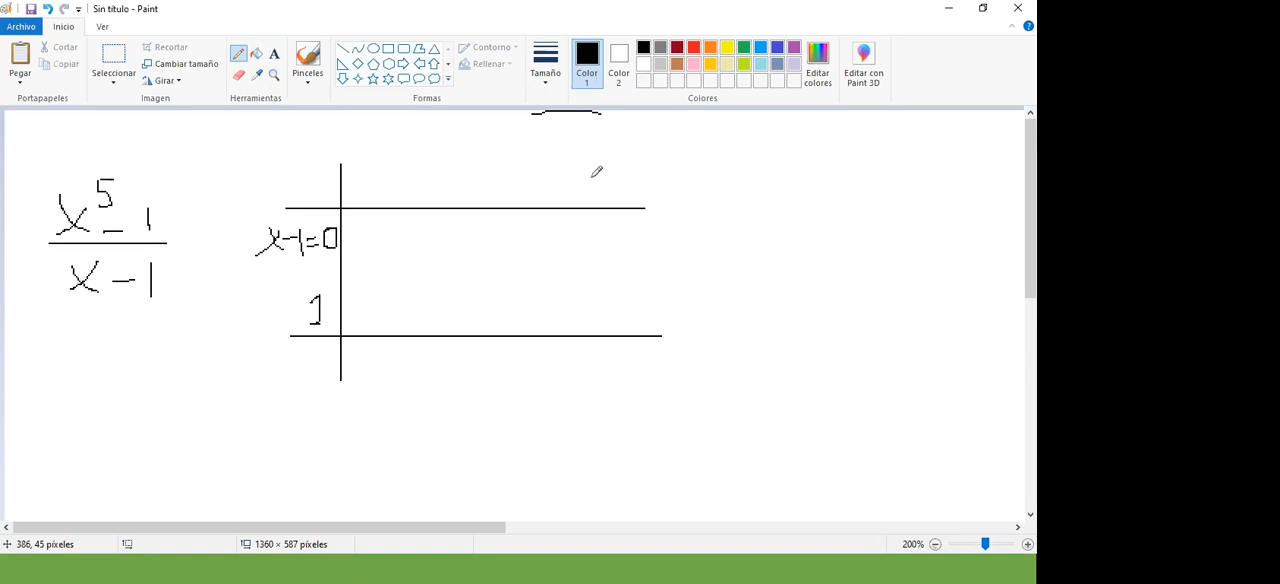 Sin título - Paint
Archivo Inicio Ver
Pegar
Cortar
Copiar
Portapapeles
Seleccionar
Recortar
Cambiar tamaño
Girar
Imagen
A
Herramientas
Pinceles
Contorno
Rellenar
Formas
Tamaño
Color 1
Color 2
Editar colores
Colores
Editar con Paint 3D
x⁵ - 1
x - 1
x-1=0
1
386, 45 píxeles
1360 × 587 píxeles
200%